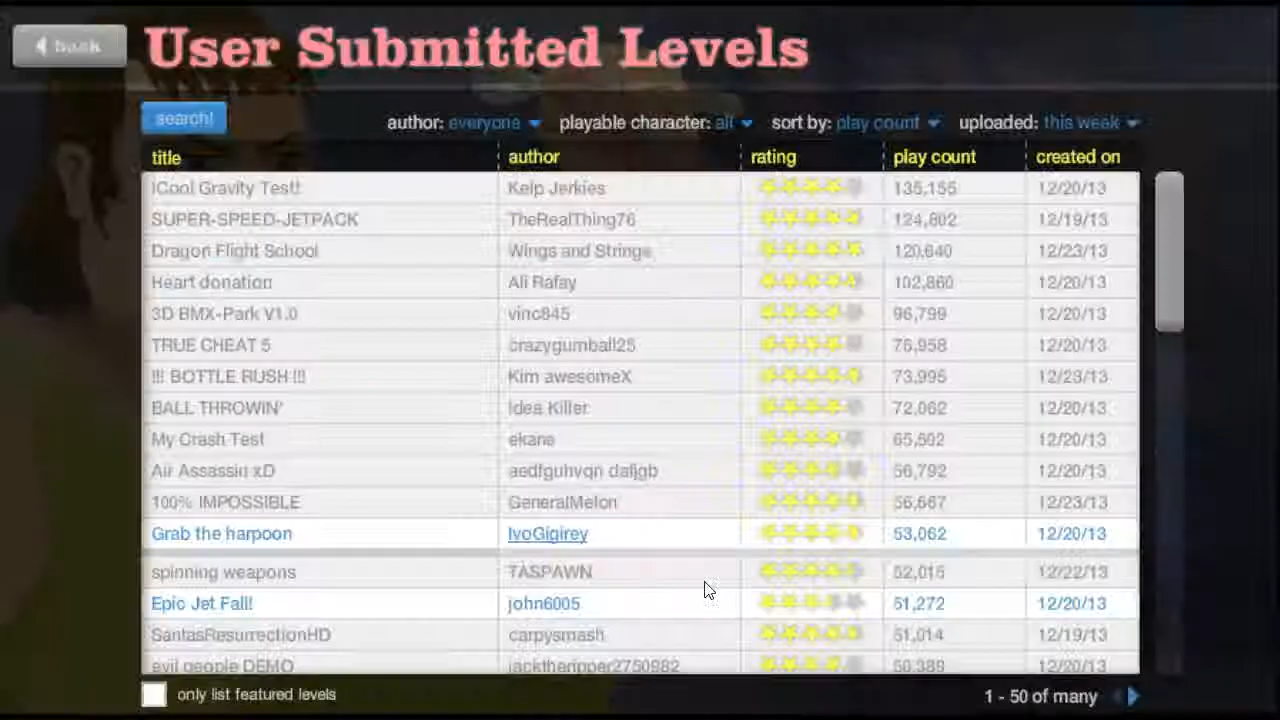 back
User Submitted Levels
search!
author: everyone playable character: all sort by: play count uploaded: this week
title author rating play count created on
!Cool Gravity Test! Kelp Jerkies 135,155 12/20/13
SUPER-SPEED-JETPACK TheRealThing76 124,802 12/19/13
Dragon Flight School Wings and Strings 120,640 12/23/13
Heart donation Ali Rafay 102,860 12/20/13
3D BMX-Park V1.0 vinc845 96,799 12/20/13
TRUE CHEAT 5 crazygumball25 76,958 12/20/13
!!! BOTTLE RUSH !!! Kim awesomeX 73,995 12/23/13
BALL THROWIN' Idea Killer 72,062 12/20/13
My Crash Test ekane 65,502 12/20/13
Air Assassin xD aedfguhvqn daljgb 56,792 12/20/13
100% IMPOSSIBLE GeneralMelon 56,667 12/23/13
Grab the harpoon IvoGigirey 53,062 12/20/13
spinning weapons TASPAWN 52,015 12/22/13
Epic Jet Fall! john6005 51,272 12/20/13
SantasResurrectionHD carpysmash 51,014 12/19/13
evil people DEMO jacktheripper2750982 50,389 12/20/13
only list featured levels 1 - 50 of many